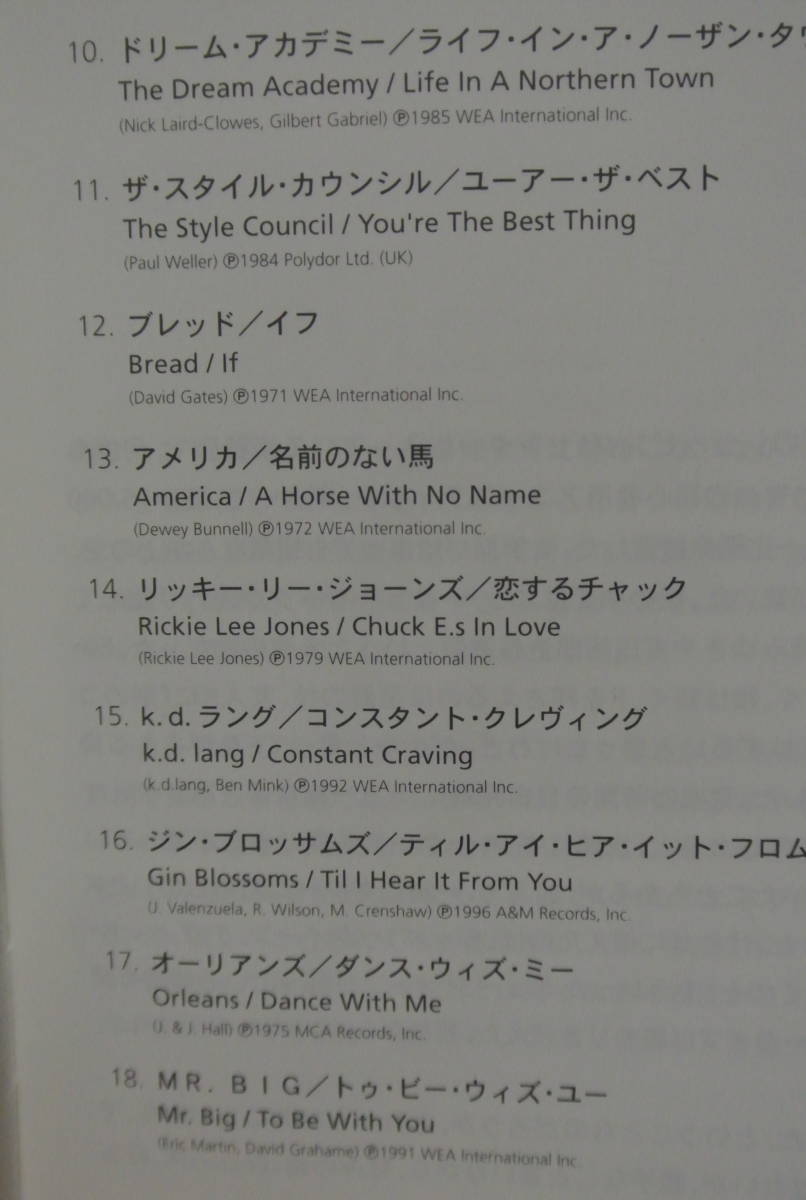 10. ドリーム・アカデミー／ライフ・イン・ア・ノーザン・タウ
The Dream Academy / Life In A Northern Town
(Nick Laird-Clowes, Gilbert Gabriel) ℗1985 WEA International Inc.
11. ザ・スタイル・カウンシル／ユーアー・ザ・ベスト
The Style Council / You're The Best Thing
(Paul Weller) ℗1984 Polydor Ltd. (UK)
12. ブレッド／イフ
Bread / If
(David Gates) ℗1971 WEA International Inc.
13. アメリカ／名前のない馬
America / A Horse With No Name
(Dewey Bunnell) ℗1972 WEA International Inc.
14. リッキー・リー・ジョーンズ／恋するチャック
Rickie Lee Jones / Chuck E.s In Love
(Rickie Lee Jones) ℗1979 WEA International Inc.
15. k.d.ラング／コンスタント・クレヴィング
k.d. lang / Constant Craving
(k.d.lang, Ben Mink) ℗1992 WEA International Inc.
16. ジン・ブロッサムズ／ティル・アイ・ヒア・イット・フロム
Gin Blossoms / Til I Hear It From You
(J. Valenzuela, R. Wilson, M. Crenshaw) ℗1996 A&M Records, Inc.
17. オーリアンズ／ダンス・ウィズ・ミー
Orleans / Dance With Me
(J. & J. Hall) ℗1975 MCA Records, Inc.
18. MR. BIG／トゥ・ビー・ウィズ・ユー
Mr. Big / To Be With You
(Eric Martin, David Grahame) ℗1991 WEA International Inc.